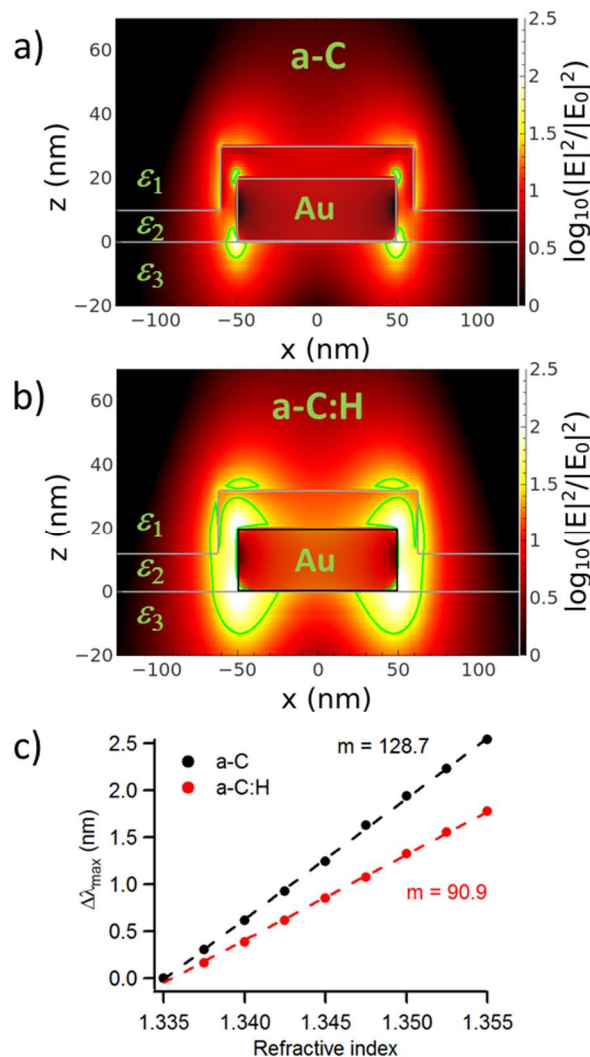 a)
a-C
Au
ε1
ε2
ε3
z (nm)
60
40
20
0
−20
−100 −50 0 50 100
x (nm)
2.5
2
1.5
1
0.5
0
log10(|E|²/|E0|²)
b)
a-C:H
Au
ε1
ε2
ε3
z (nm)
60
40
20
0
−20
−100 −50 0 50 100
x (nm)
2.5
2
1.5
1
0.5
0
log10(|E|²/|E0|²)
c)
a-C
a-C:H
m = 128.7
m = 90.9
Δλmax (nm)
2.5
2.0
1.5
1.0
0.5
0.0
1.335 1.340 1.345 1.350 1.355
Refractive index